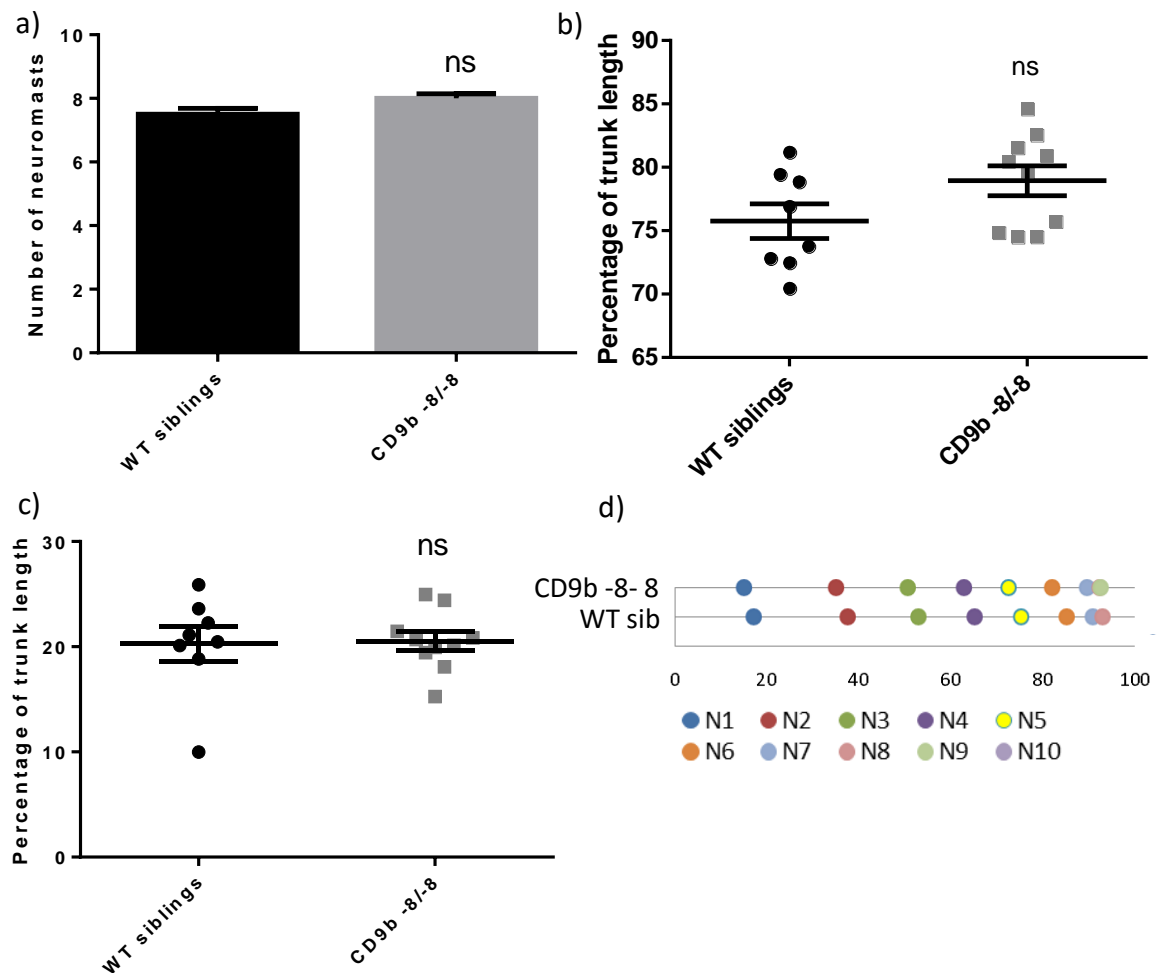 a)
Number of neuromasts
10
8
6
4
2
0
ns
WT siblings
CD9b -8/-8
b)
Percentage of trunk length
90
85
80
75
70
65
ns
WT siblings
CD9b -8/-8
c)
Percentage of trunk length
30
20
10
0
ns
WT siblings
CD9b -8/-8
d)
CD9b -8- 8
WT sib
0 20 40 60 80 100
N1 N2 N3 N4 N5
N6 N7 N8 N9 N10